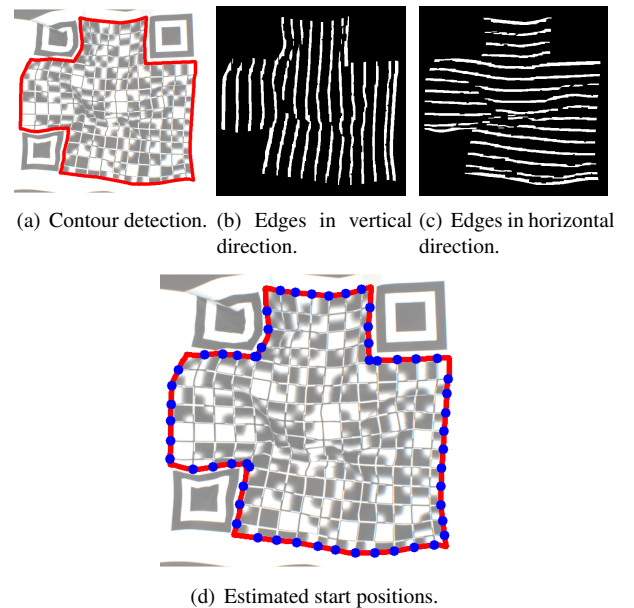 (a) Contour detection.
(b) Edges in vertical
direction.
(c) Edges in horizontal
direction.
(d) Estimated start positions.